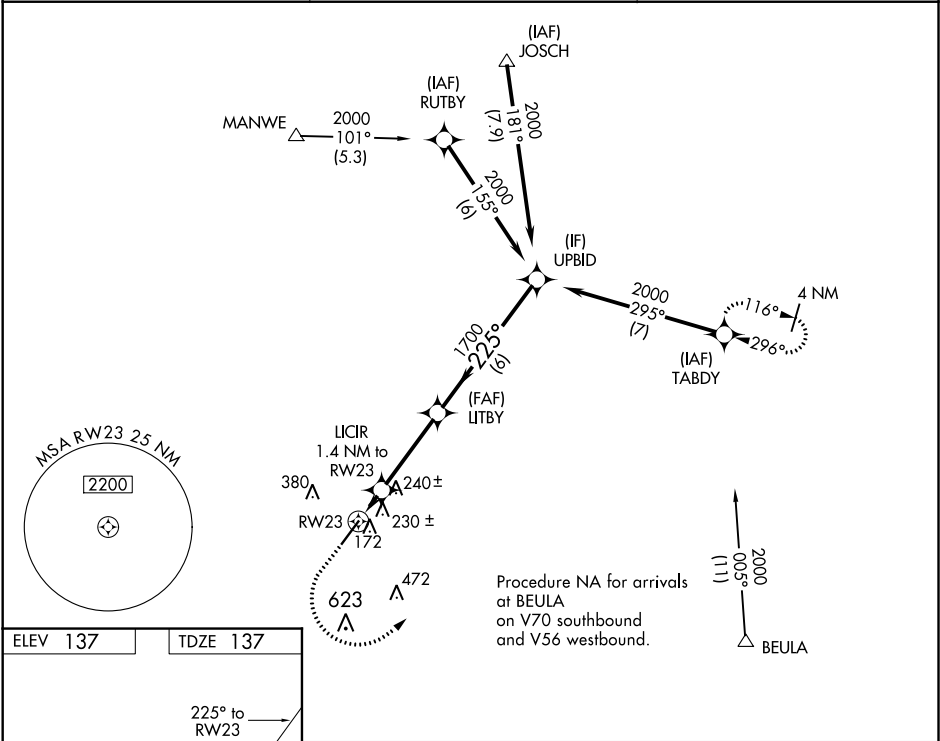 (IAF)
JOSCH
(IAF)
RUTBY
MANWE
2000
101°
(5.3)
2000
181°
(7.9)
2000
155°
(6)
(IF)
UPBID
2000
295°
(7)
116°
4 NM
296°
(IAF)
TABDY
1700
225°
(6)
(FAF)
LITBY
LICIR
1.4 NM to
RW23
MSA RW23 25 NM
2200
380
240±
RW23
230 ±
172
472
623
Procedure NA for arrivals
at BEULA
on V70 southbound
and V56 westbound.
2000
005°
(11)
BEULA
ELEV 137
TDZE 137
225° to
RW23